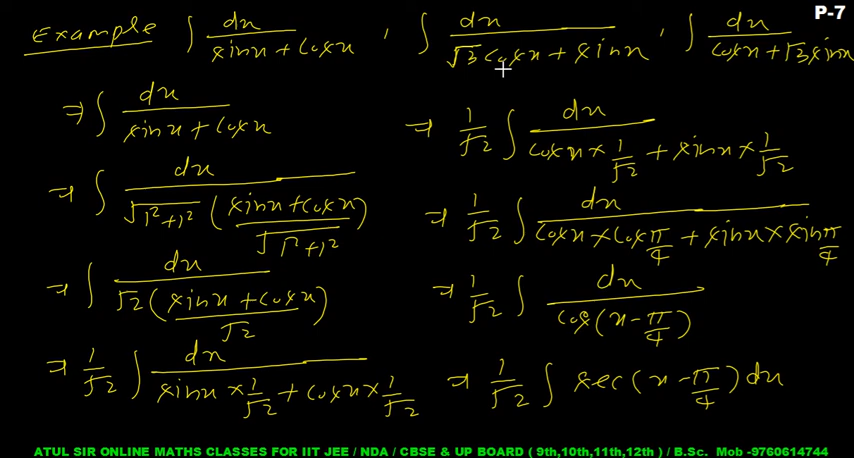 P-7
Example ∫ dx/(sinx + cosx) , ∫ dx/(√3 cosx + sinx) , ∫ dx/(cosx + √3 sinx)
⇒ ∫ dx/(sinx + cosx)
⇒ ∫ dx/(√(1²+1²) ((sinx + cosx)/√(1²+1²)))
⇒ ∫ dx/(√2 ((sinx + cosx)/√2))
⇒ 1/√2 ∫ dx/(sinx × 1/√2 + cosx × 1/√2)
⇒ 1/√2 ∫ dx/(cosx × 1/√2 + sinx × 1/√2)
⇒ 1/√2 ∫ dx/(cosx × cos π/4 + sinx × sin π/4)
⇒ 1/√2 ∫ dx/(cos(x - π/4))
⇒ 1/√2 ∫ sec(x - π/4) dx
ATUL SIR ONLINE MATHS CLASSES FOR IIT JEE / NDA / CBSE & UP BOARD ( 9th,10th,11th,12th ) / B.Sc. Mob -9760614744